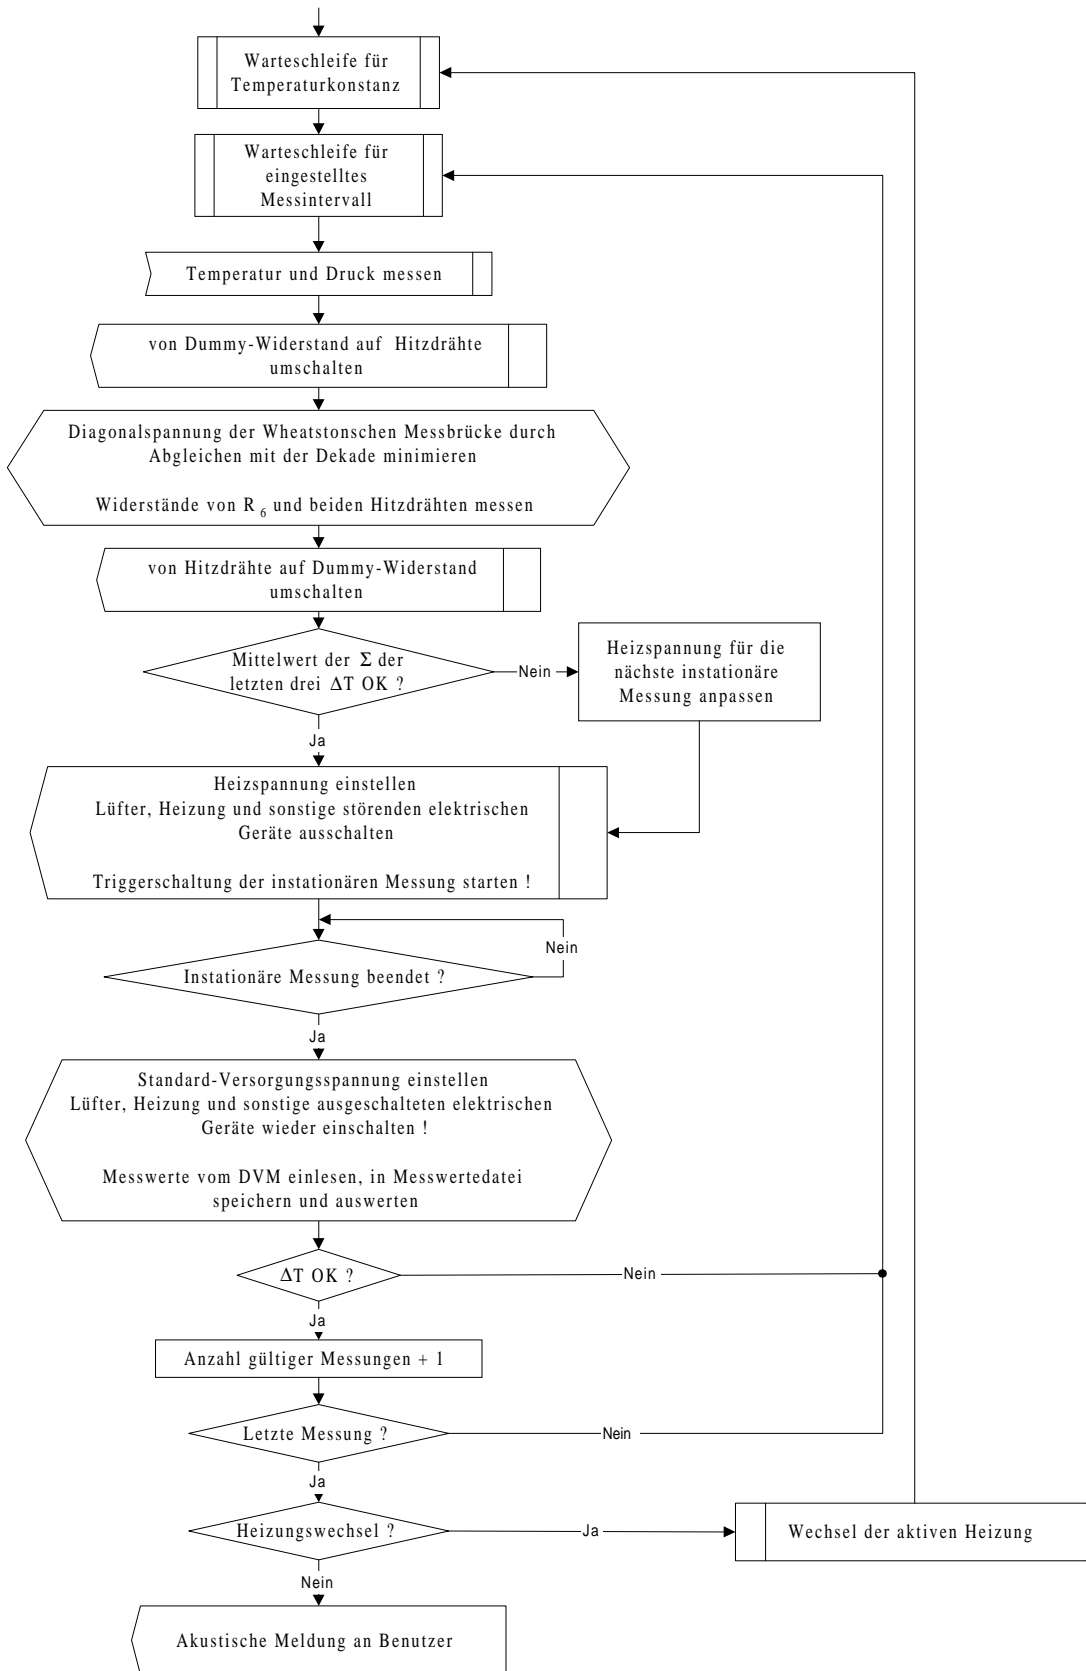 Warteschleife für
Temperaturkonstanz
Warteschleife für
eingestelltes
Messintervall
Temperatur und Druck messen
von Dummy-Widerstand auf Hitzdrähte
umschalten
Diagonalspannung der Wheatstonschen Messbrücke durch
Abgleichen mit der Dekade minimieren
Widerstände von R 6 und beiden Hitzdrähten messen
von Hitzdrähte auf Dummy-Widerstand
umschalten
Mittelwert der Σ der
letzten drei ΔT OK ?
Nein
Heizspannung für die
nächste instationäre
Messung anpassen
Ja
Heizspannung einstellen
Lüfter, Heizung und sonstige störenden elektrischen
Geräte ausschalten
Triggerschaltung der instationären Messung starten !
Nein
Instationäre Messung beendet ?
Ja
Standard-Versorgungsspannung einstellen
Lüfter, Heizung und sonstige ausgeschalteten elektrischen
Geräte wieder einschalten !
Messwerte vom DVM einlesen, in Messwertedatei
speichern und auswerten
ΔT OK ?
Nein
Ja
Anzahl gültiger Messungen + 1
Letzte Messung ?
Nein
Ja
Heizungswechsel ?
Ja
Wechsel der aktiven Heizung
Nein
Akustische Meldung an Benutzer